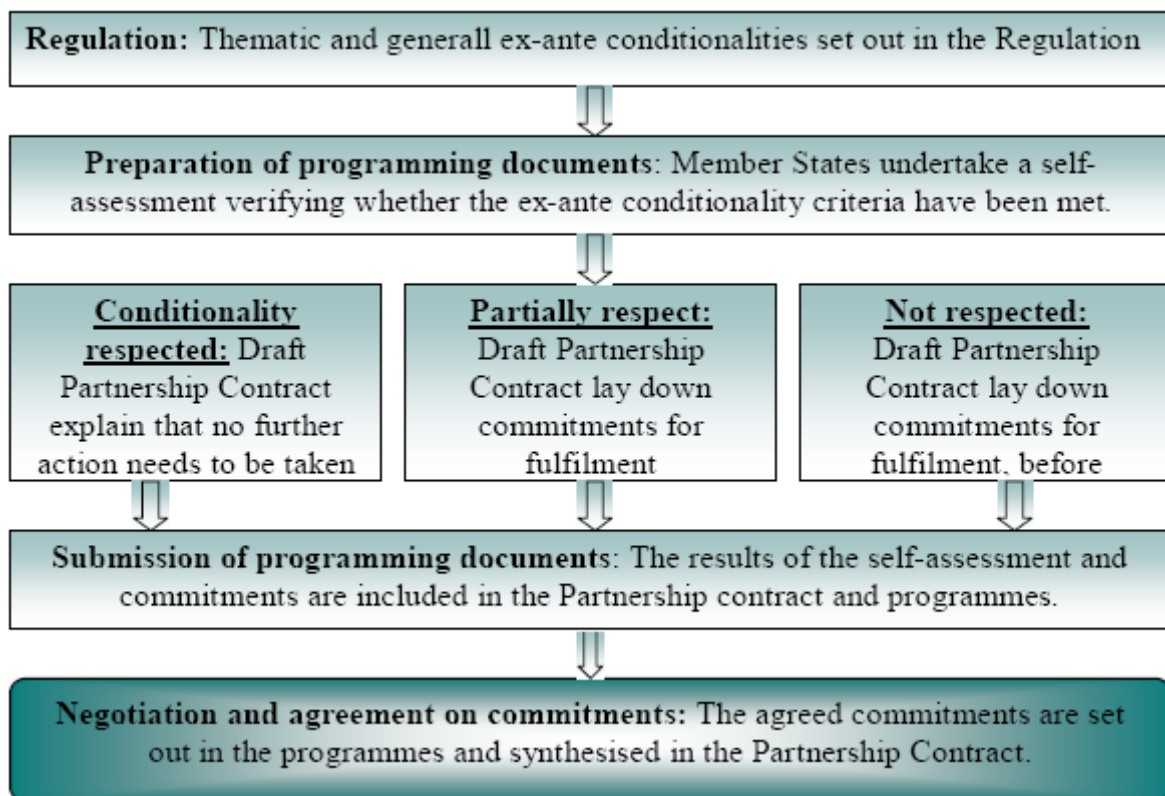 Regulation: Thematic and generall ex-ante conditionalities set out in the Regulation
Preparation of programming documents: Member States undertake a self-
assessment verifying whether the ex-ante conditionality criteria have been met.
Conditionality
respected: Draft
Partnership Contract
explain that no further
action needs to be taken
Partially respect:
Draft Partnership
Contract lay down
commitments for
fulfilment
Not respected:
Draft Partnership
Contract lay down
commitments for
fulfilment, before
Submission of programming documents: The results of the self-assessment and
commitments are included in the Partnership contract and programmes.
Negotiation and agreement on commitments: The agreed commitments are set
out in the programmes and synthesised in the Partnership Contract.